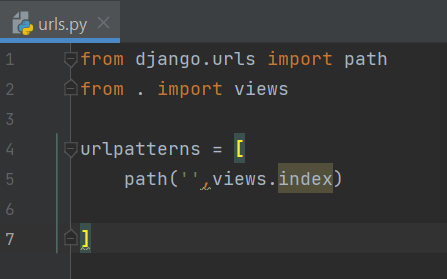 urls.py
1 from django.urls import path
2 from . import views
3
4 urlpatterns = [
5     path('',views.index)
6
7 ]